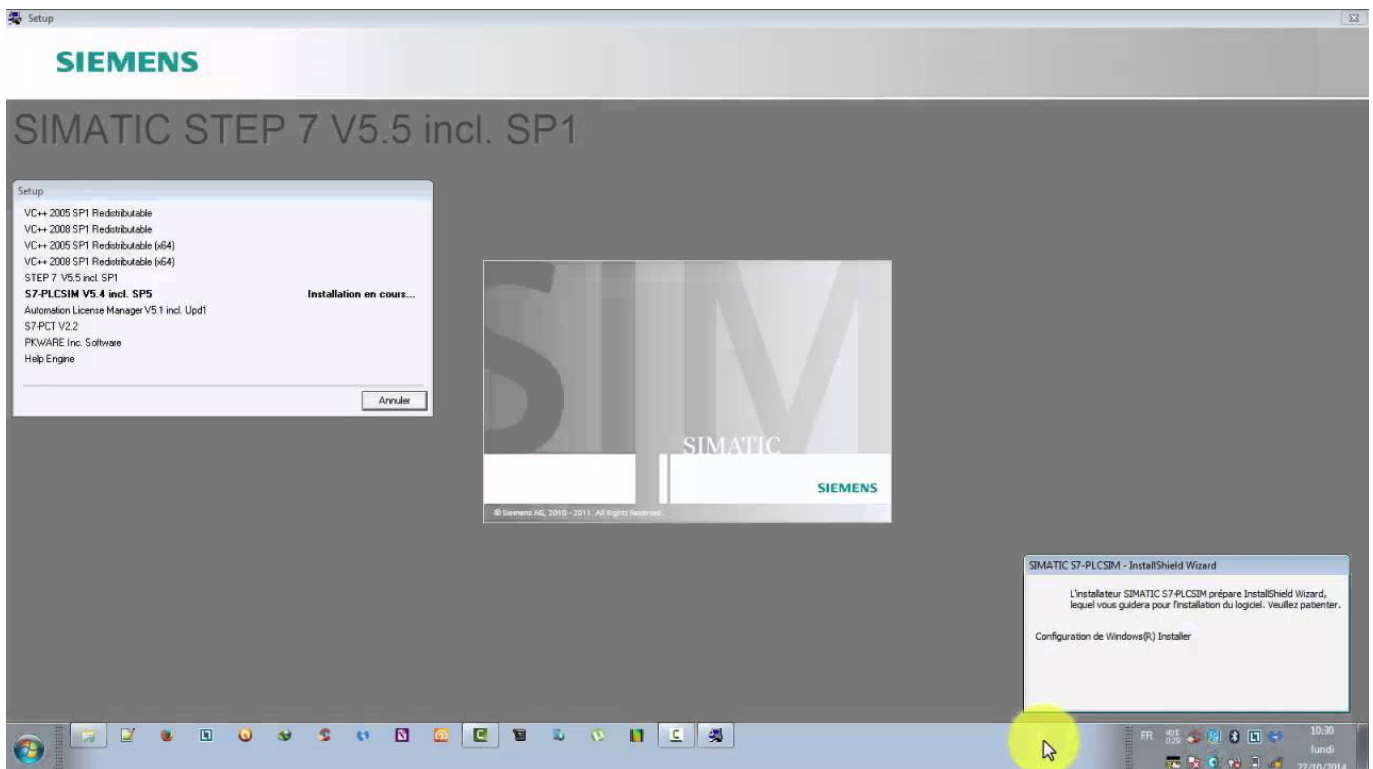 Setup
SIEMENS
SIMATIC STEP 7 V5.5 incl. SP1
Setup
VC++ 2005 SP1 Redistributable
VC++ 2008 SP1 Redistributable
VC++ 2005 SP1 Redistributable (x64)
VC++ 2008 SP1 Redistributable (x64)
STEP 7 V5.5 incl. SP1
S7-PLCSIM V5.4 incl. SP5 Installation en cours...
Automation License Manager V5.1 incl. Upd1
S7-PCT V2.2
PKWARE Inc. Software
Help Engine
Annuler
SIM
SIMATIC
SIEMENS
© Siemens AG, 2010 - 2011. All Rights Reserved.
SIMATIC S7-PLCSIM - InstallShield Wizard
L'installateur SIMATIC S7-PLCSIM prépare InstallShield Wizard,
lequel vous guidera pour l'installation du logiciel. Veuillez patienter.
Configuration de Windows(R) Installer
FR
10:30
lundi
27/10/2014